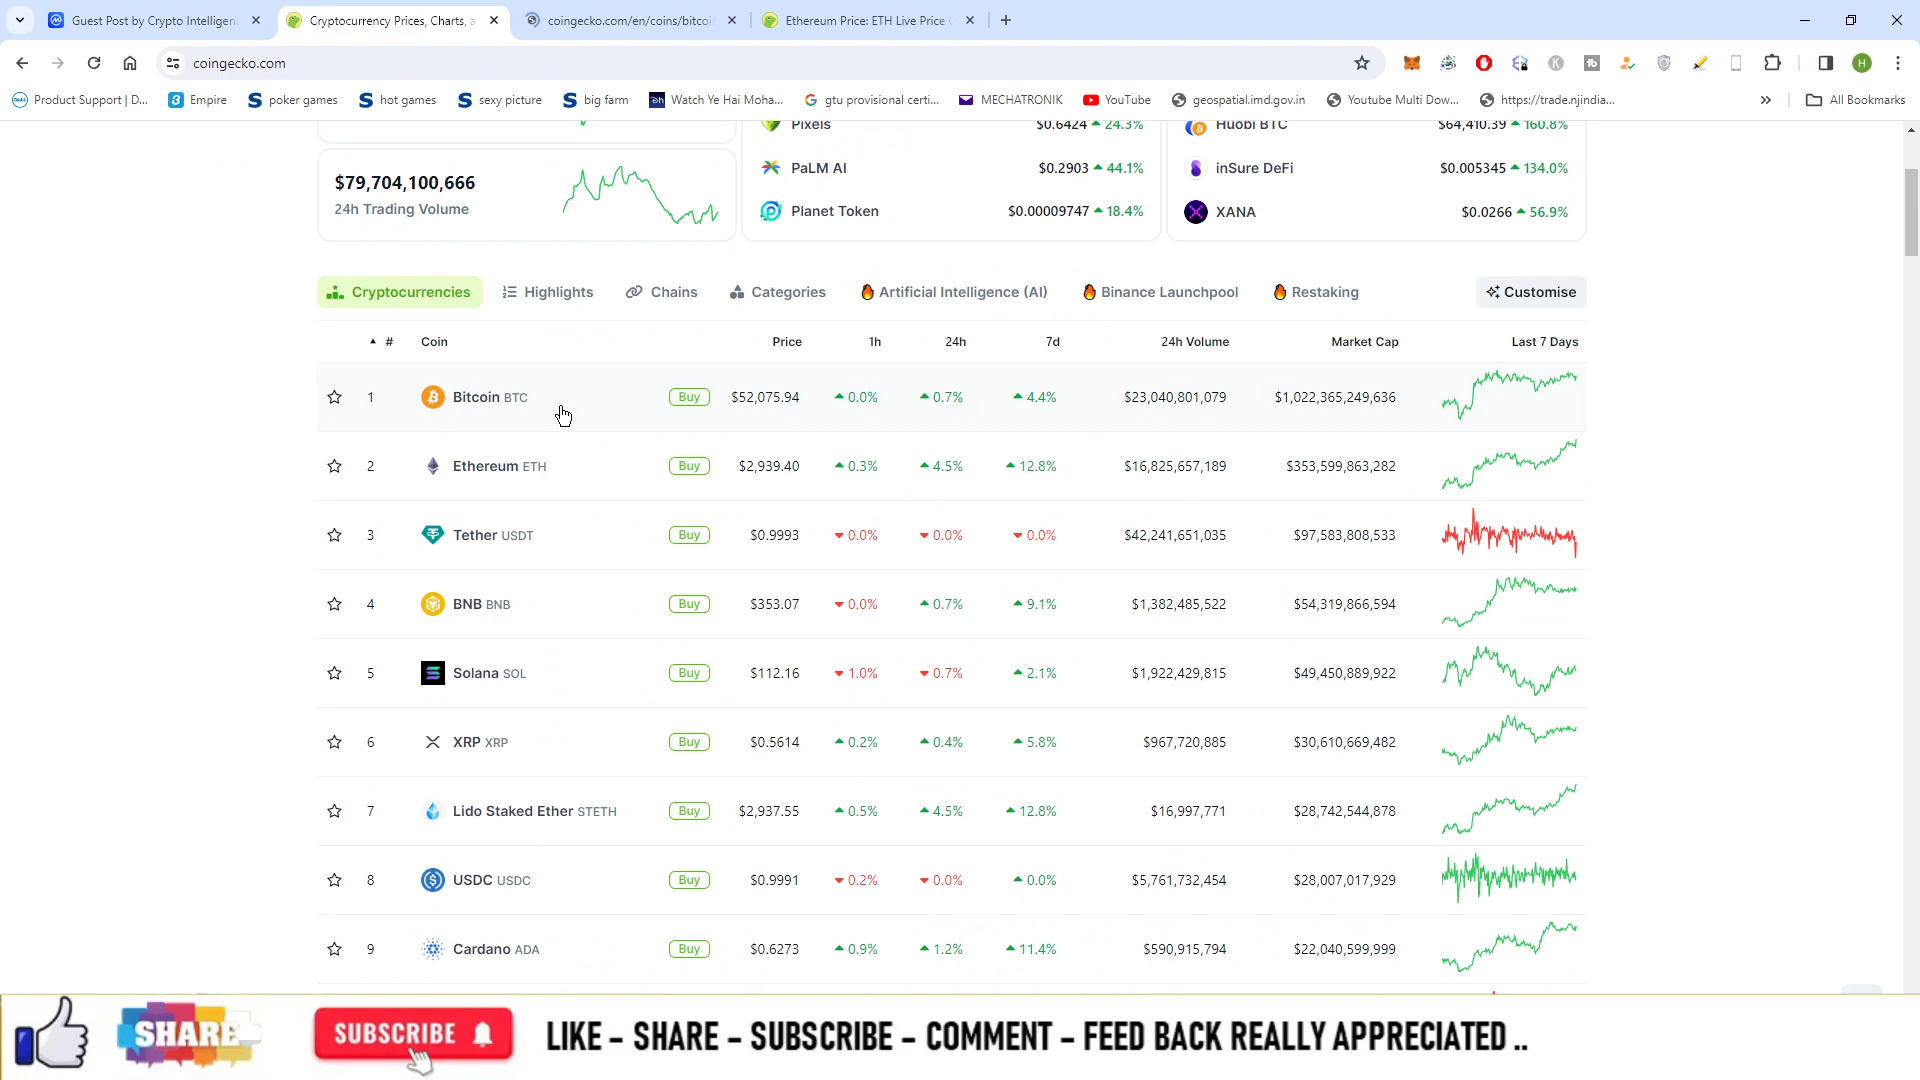 Guest Post by Crypto Intelligen
Cryptocurrency Prices, Charts, a
coingecko.com/en/coins/bitcoi
Ethereum Price: ETH Live Price C
coingecko.com
H
Product Support | D...
Empire
poker games
hot games
sexy picture
big farm
Watch Ye Hai Moha...
gtu provisional certi...
MECHATRONIK
YouTube
geospatial.imd.gov.in
Youtube Multi Dow...
https://trade.njindia...
All Bookmarks
Pixels $0.6424 24.3%
Huobi BTC $64,410.39 160.8%
$79,704,100,666
24h Trading Volume
PaLM AI $0.2903 44.1%
inSure DeFi $0.005345 134.0%
Planet Token $0.00009747 18.4%
XANA $0.0266 56.9%
Cryptocurrencies Highlights Chains Categories Artificial Intelligence (AI) Binance Launchpool Restaking Customise
# Coin Price 1h 24h 7d 24h Volume Market Cap Last 7 Days
1 Bitcoin BTC Buy $52,075.94 0.0% 0.7% 4.4% $23,040,801,079 $1,022,365,249,636
2 Ethereum ETH Buy $2,939.40 0.3% 4.5% 12.8% $16,825,657,189 $353,599,863,282
3 Tether USDT Buy $0.9993 0.0% 0.0% 0.0% $42,241,651,035 $97,583,808,533
4 BNB BNB Buy $353.07 0.0% 0.7% 9.1% $1,382,485,522 $54,319,866,594
5 Solana SOL Buy $112.16 1.0% 0.7% 2.1% $1,922,429,815 $49,450,889,922
6 XRP XRP Buy $0.5614 0.2% 0.4% 5.8% $967,720,885 $30,610,669,482
7 Lido Staked Ether STETH Buy $2,937.55 0.5% 4.5% 12.8% $16,997,771 $28,742,544,878
8 USDC USDC Buy $0.9991 0.2% 0.0% 0.0% $5,761,732,454 $28,007,017,929
9 Cardano ADA Buy $0.6273 0.9% 1.2% 11.4% $590,915,794 $22,040,599,999
SHARE
SUBSCRIBE
LIKE – SHARE – SUBSCRIBE – COMMENT – FEED BACK REALLY APPRECIATED ..